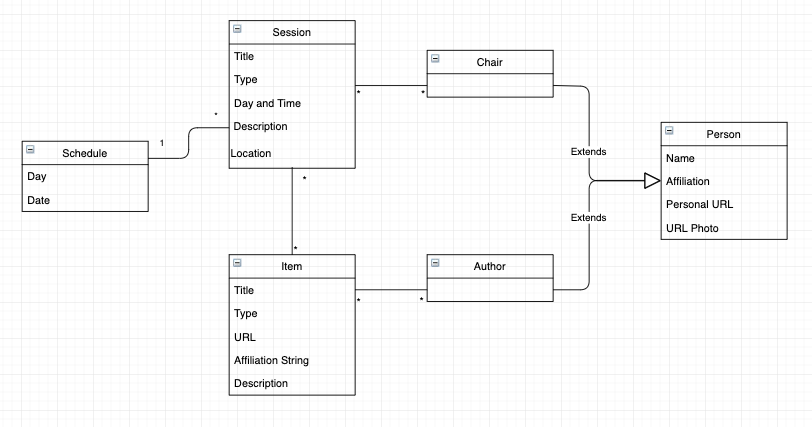 Session
Title
Type
Day and Time
Description
Location
Chair
*
*
Person
Name
Affiliation
Personal URL
URL Photo
Schedule
Day
Date
1
*
Extends
Extends
*
*
Item
Title
Type
URL
Affiliation String
Description
Author
*
*